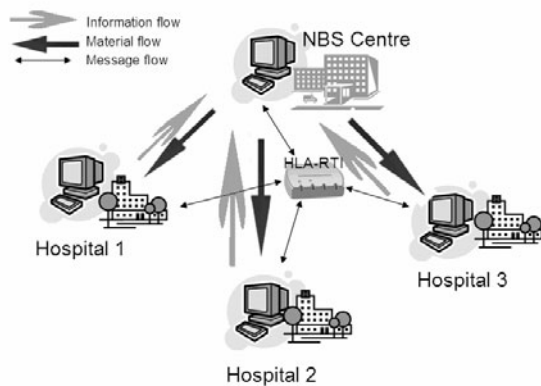 Information flow
Material flow
Message flow
NBS Centre
HLA-RTI
Hospital 1
Hospital 3
Hospital 2